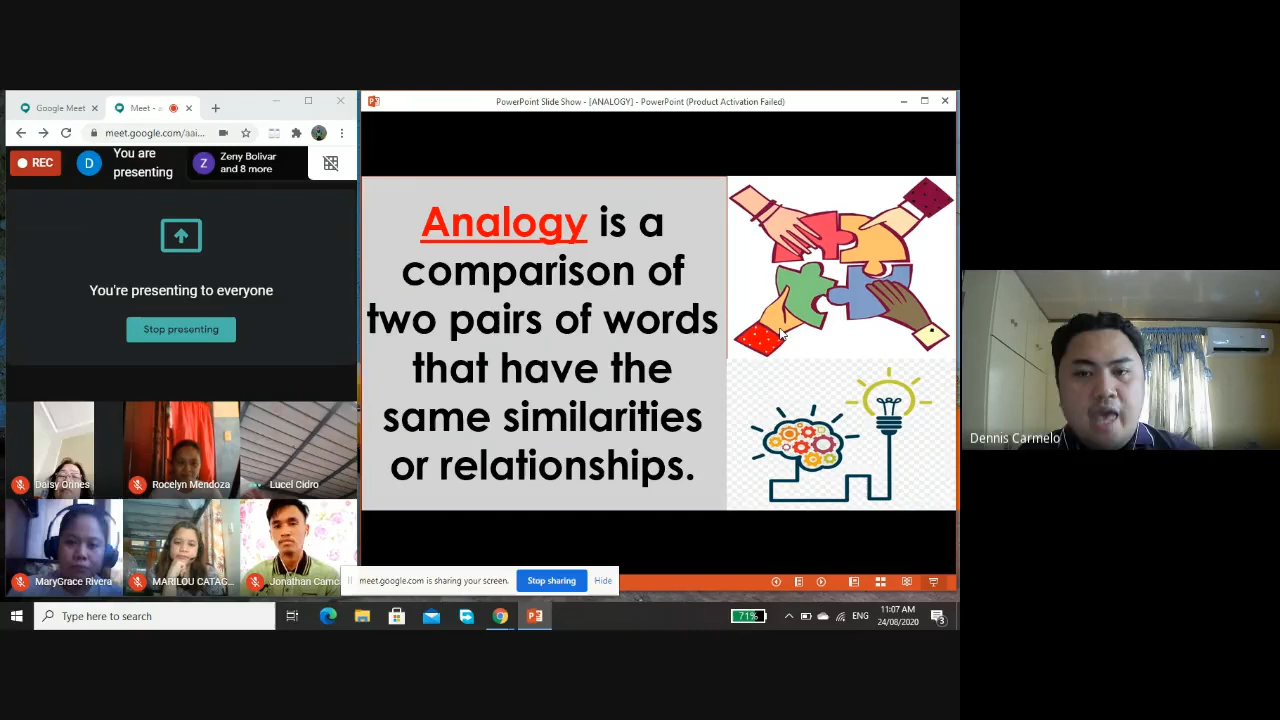 Google Meet
Meet - a
PowerPoint Slide Show - [ANALOGY] - PowerPoint (Product Activation Failed)
meet.google.com/aai...
REC
D
You are
presenting
Z
Zeny Bolivar
and 8 more
You're presenting to everyone
Stop presenting
Analogy is a
comparison of
two pairs of words
that have the
same similarities
or relationships.
Dennis Carmelo
Daisy Orines
Rocelyn Mendoza
Lucel Cidro
MaryGrace Rivera
MARILOU CATAG...
Jonathan Camc
meet.google.com is sharing your screen.
Stop sharing
Hide
Type here to search
71%
ENG
11:07 AM
24/08/2020
3